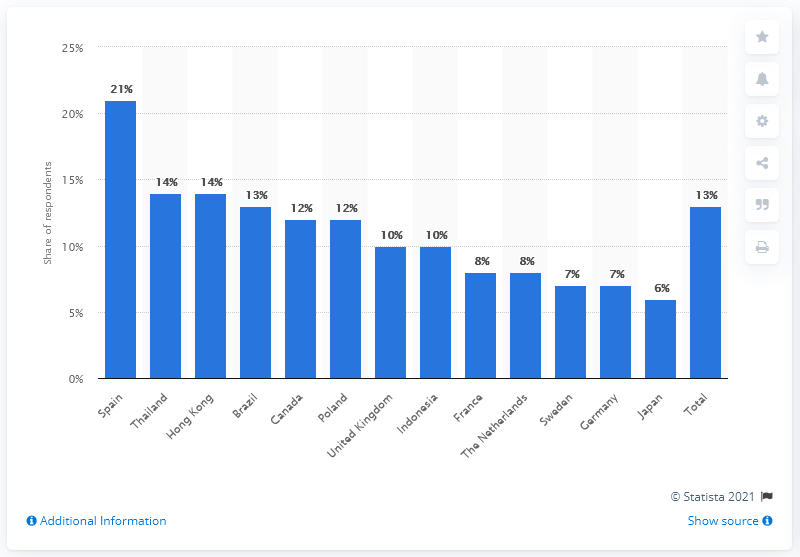 25%
20%
15%
10%
5%
0%
Share of respondents
21%
14%
14%
13%
12%
12%
10%
10%
8%
8%
7%
7%
6%
13%
Spain
Thailand
Hong Kong
Brazil
Canada
Poland
United Kingdom
Indonesia
France
The Netherlands
Sweden
Germany
Japan
Total
© Statista 2021
Additional Information
Show source